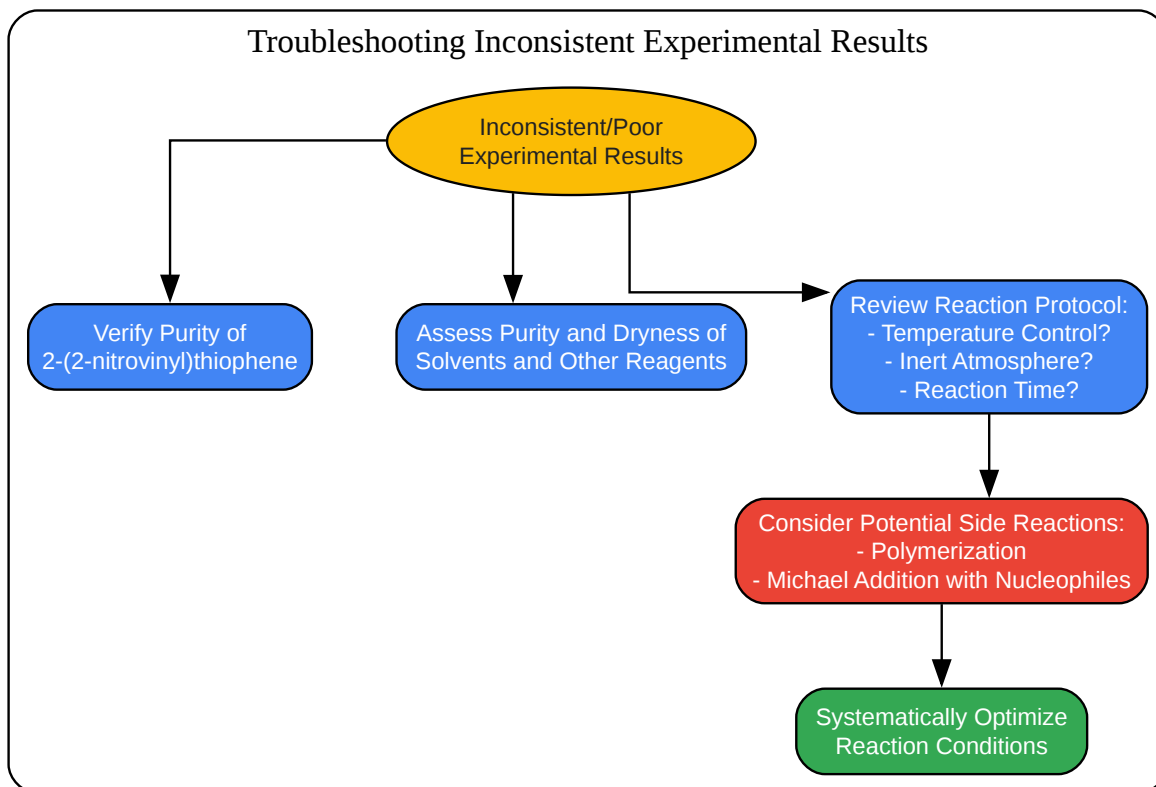 Troubleshooting Inconsistent Experimental Results
Inconsistent/Poor
Experimental Results
Verify Purity of
2-(2-nitrovinyl)thiophene
Assess Purity and Dryness of
Solvents and Other Reagents
Review Reaction Protocol:
- Temperature Control?
- Inert Atmosphere?
- Reaction Time?
Consider Potential Side Reactions:
- Polymerization
- Michael Addition with Nucleophiles
Systematically Optimize
Reaction Conditions